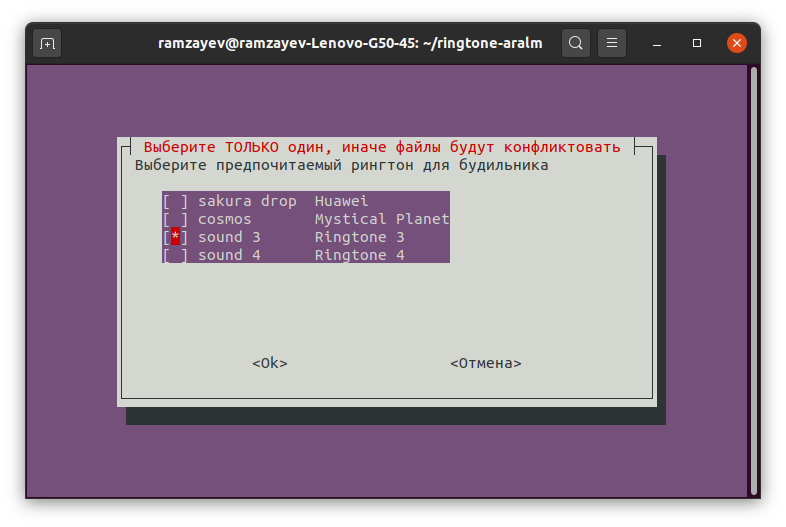 ramzayev@ramzayev-Lenovo-G50-45: ~/ringtone-aralm
Выберите ТОЛЬКО один, иначе файлы будут конфликтовать
Выберите предпочитаемый рингтон для будильника
[ ] sakura drop  Huawei
[ ] cosmos       Mystical Planet
[*] sound 3      Ringtone 3
[ ] sound 4      Ringtone 4
<Ok>                  <Отмена>